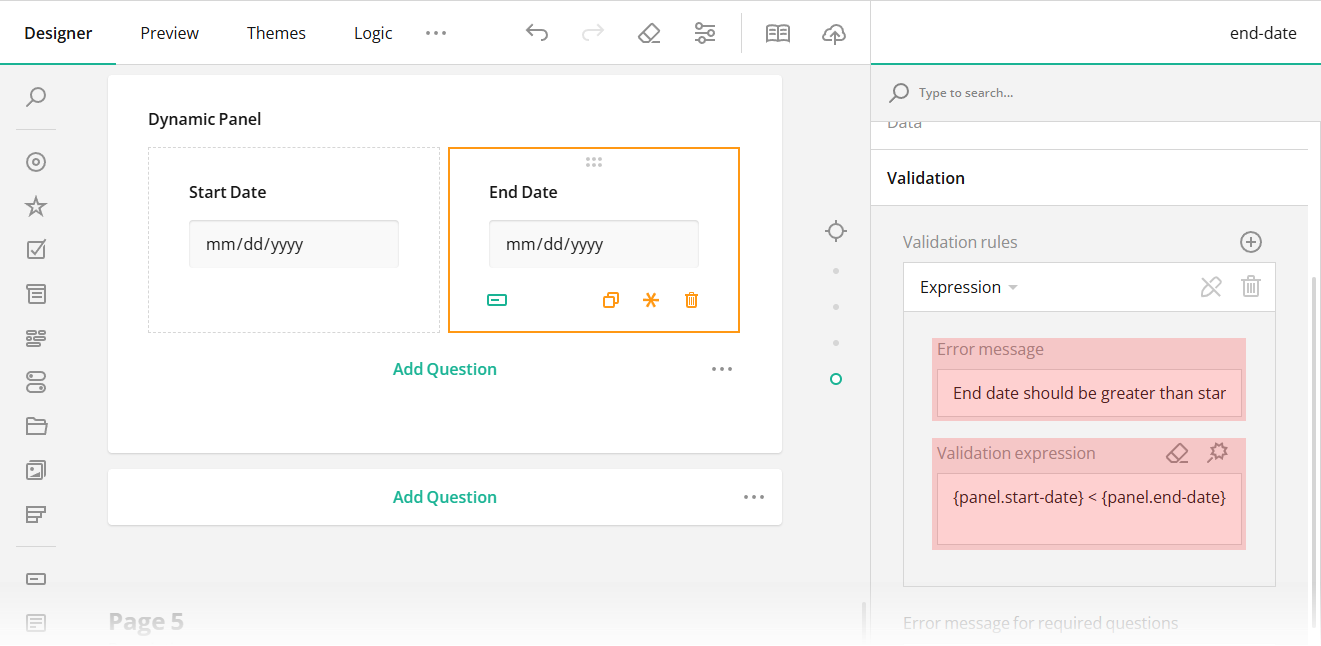 Designer
Preview
Themes
Logic
end-date
Type to search...
Dynamic Panel
Start Date
mm/dd/yyyy
End Date
mm/dd/yyyy
Add Question
Add Question
Page 5
Data
Validation
Validation rules
Expression
Error message
End date should be greater than star
Validation expression
{panel.start-date} < {panel.end-date}
Error message for required questions